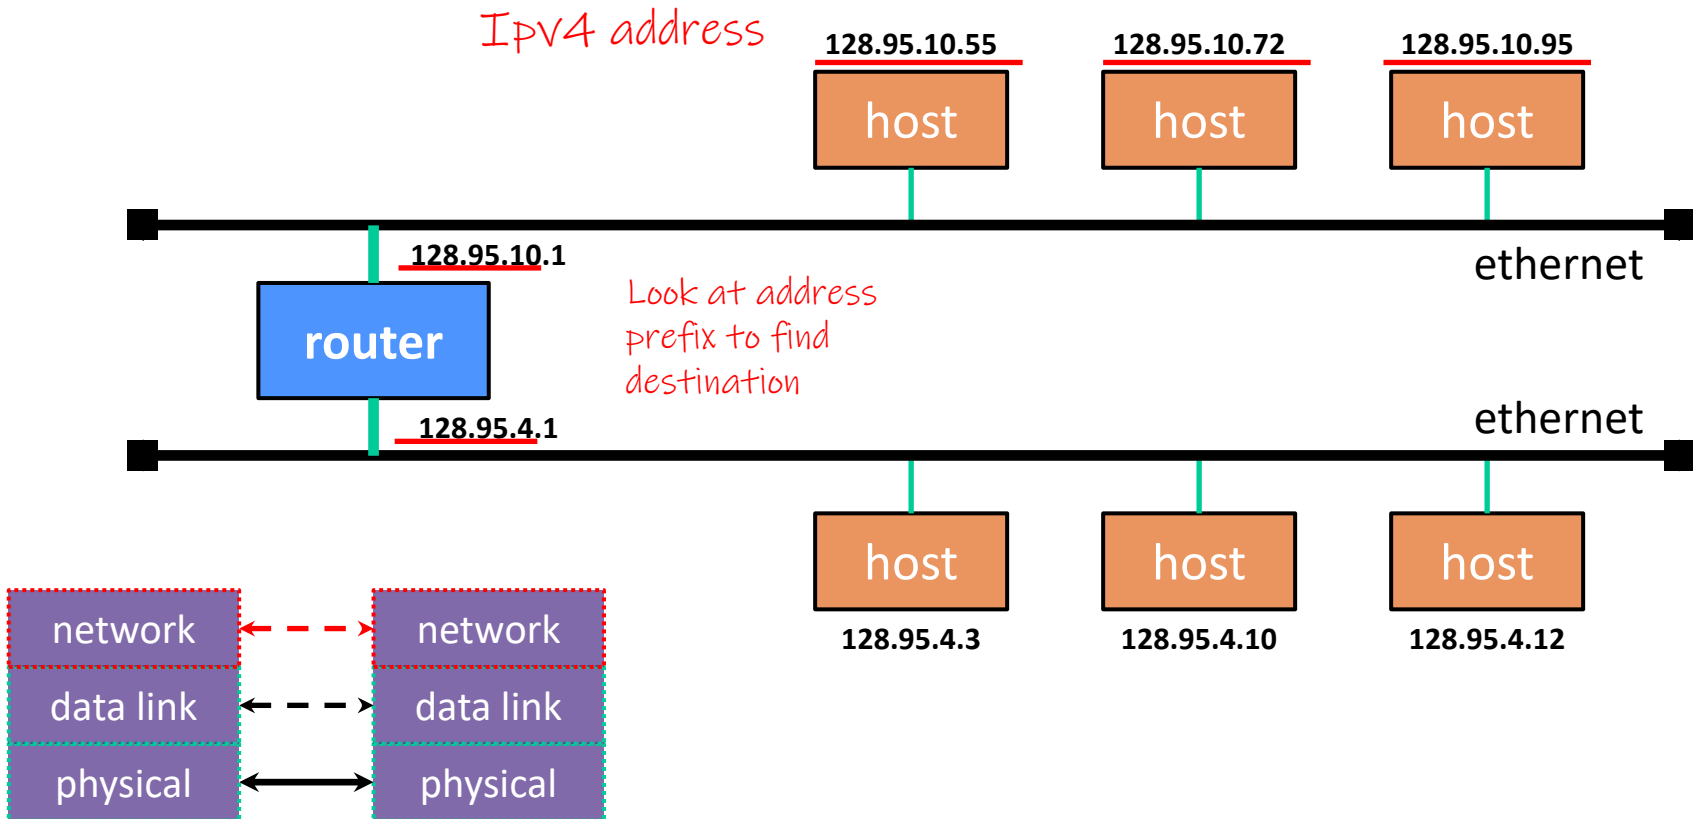 Ipv4 address
128.95.10.55
128.95.10.72
128.95.10.95
host
host
host
ethernet
128.95.10.1
router
Look at address
prefix to find
destination
128.95.4.1
ethernet
host
host
host
128.95.4.3
128.95.4.10
128.95.4.12
network
network
data link
data link
physical
physical